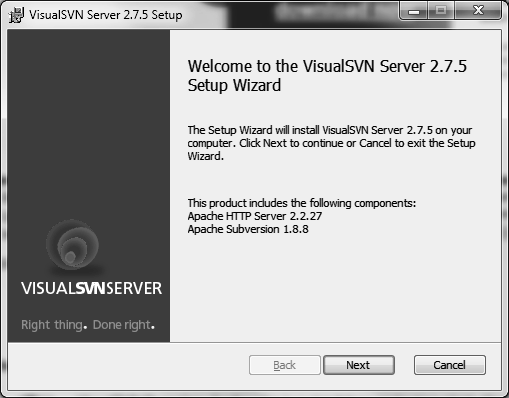 download no
VisualSVN Server 2.7.5 Setup
Welcome to the VisualSVN Server 2.7.5
Setup Wizard
The Setup Wizard will install VisualSVN Server 2.7.5 on your
computer. Click Next to continue or Cancel to exit the Setup
Wizard.
This product includes the following components:
Apache HTTP Server 2.2.27
Apache Subversion 1.8.8
VISUALSVNSERVER
Right thing. Done right.
Back
Next
Cancel